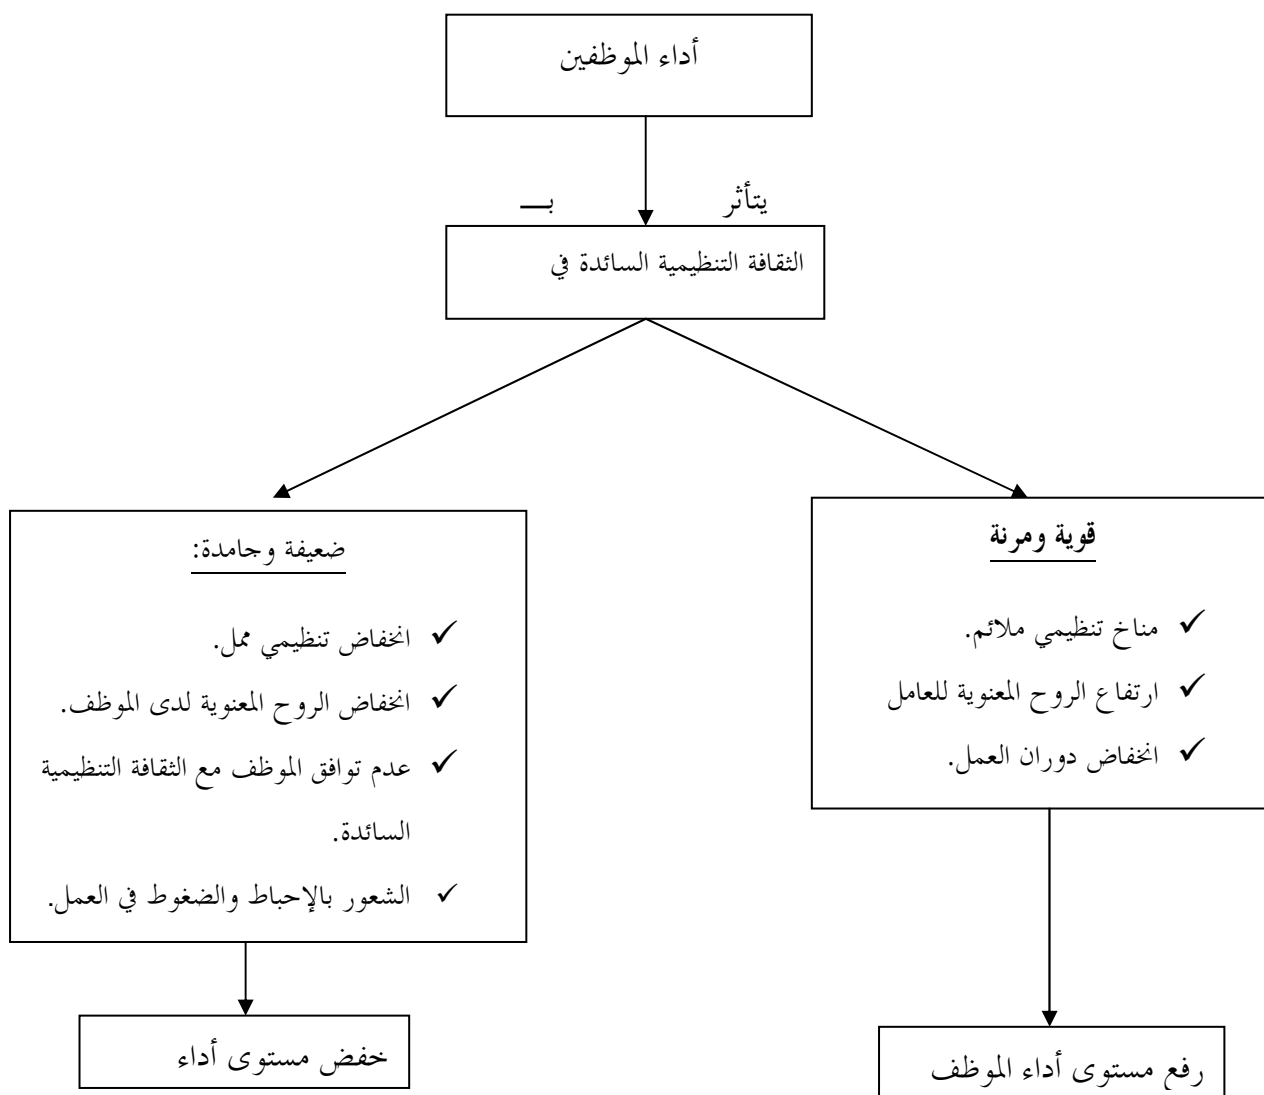 أداء الموظفين
يتأثر بـــ
الثقافة التنظيمية السائدة في
قوية ومرنة
✓ مناخ تنظيمي ملائم.
✓ ارتفاع الروح المعنوية للعامل
✓ انخفاض دوران العمل.
رفع مستوى أداء الموظف
ضعيفة وجامدة:
✓ انخفاض تنظيمي ممل.
✓ انخفاض الروح المعنوية لدى الموظف.
✓ عدم توافق الموظف مع الثقافة التنظيمية
السائدة.
✓ الشعور بالإحباط والضغوط في العمل.
خفض مستوى أداء